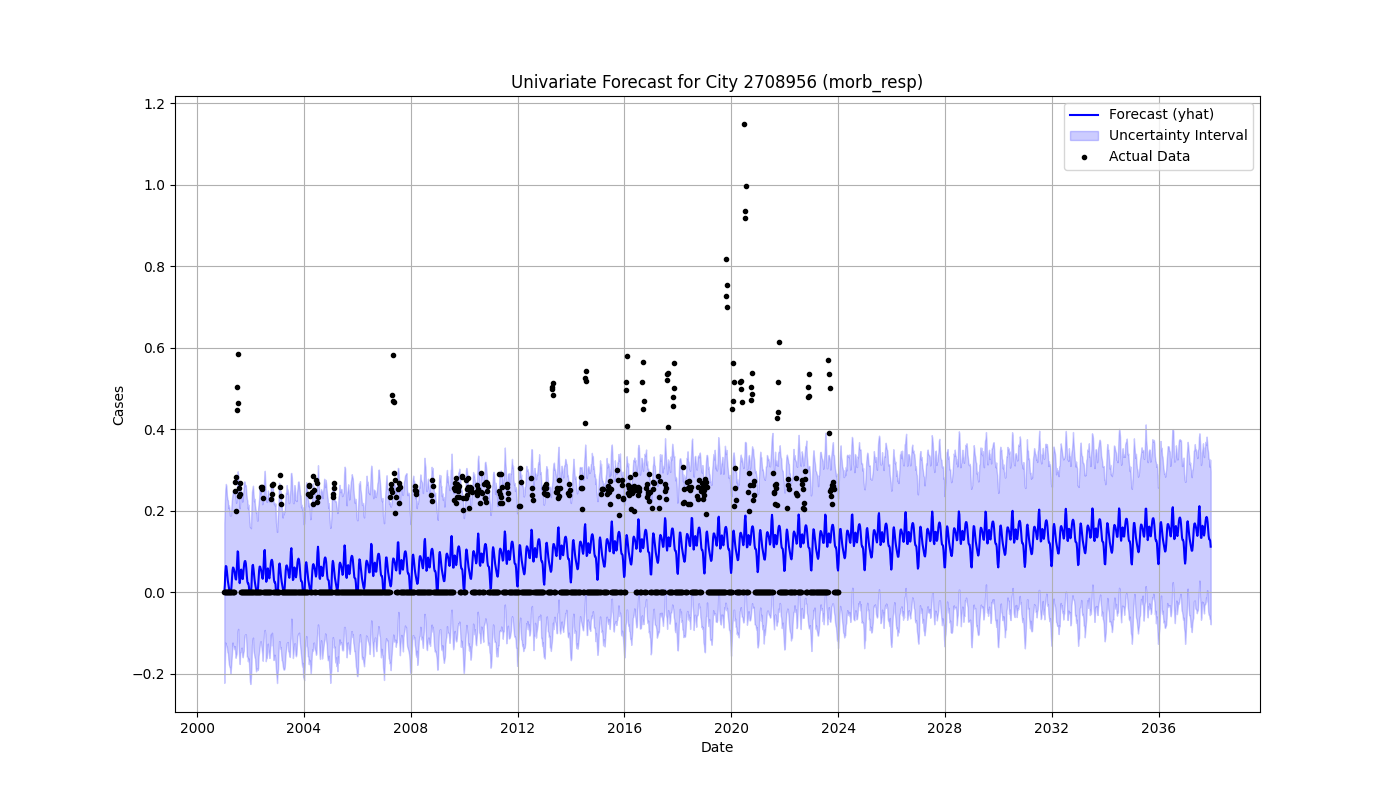 Univariate Forecast for City 2708956 (morb_resp)
Forecast (yhat)
Uncertainty Interval
Actual Data
Cases
1.2
1.0
0.8
0.6
0.4
0.2
0.0
−0.2
2000 2004 2008 2012 2016 2020 2024 2028 2032 2036
Date